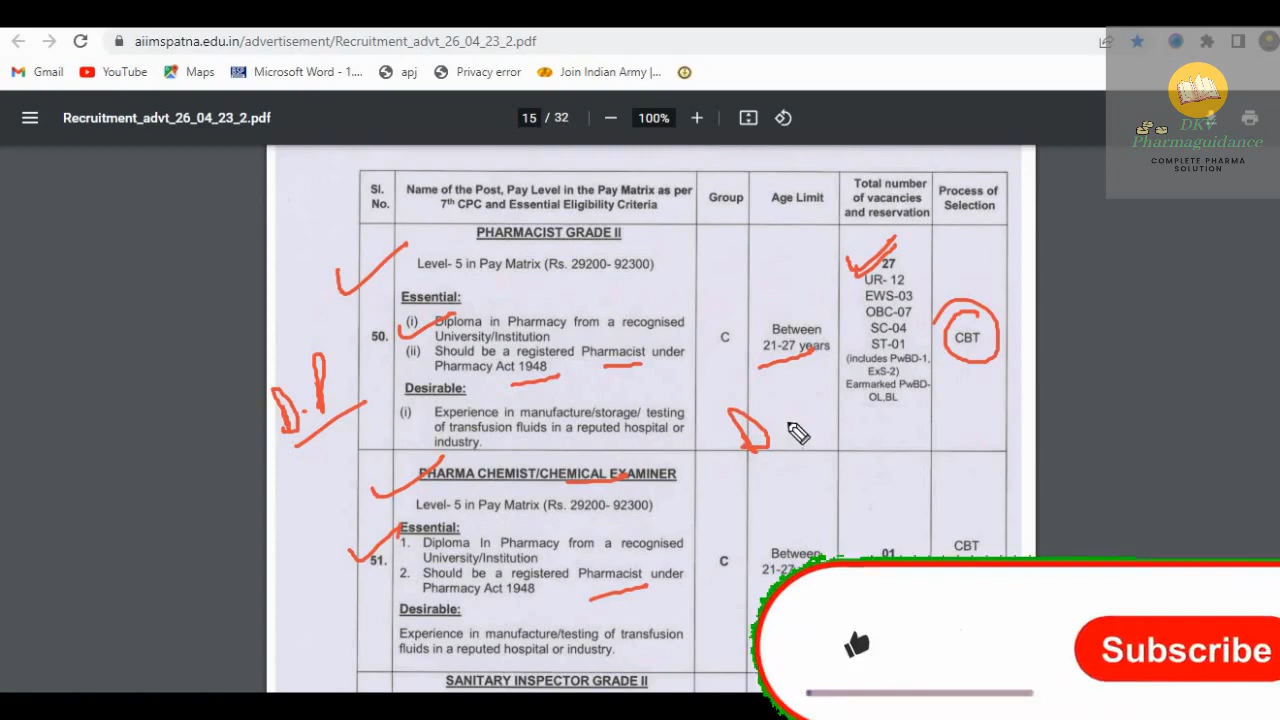 aiimspatna.edu.in/advertisement/Recruitment_advt_26_04_23_2.pdf
Gmail YouTube Maps Microsoft Word - 1.... apj Privacy error Join Indian Army |...
Recruitment_advt_26_04_23_2.pdf 15 / 32 100%
DKV
Pharmaguidance
COMPLETE PHARMA
SOLUTION
Sl. No.
Name of the Post, Pay Level in the Pay Matrix as per
7th CPC and Essential Eligibility Criteria
Group
Age Limit
Total number
of vacancies
and reservation
Process of
Selection
50.
PHARMACIST GRADE II
Level- 5 in Pay Matrix (Rs. 29200- 92300)
Essential:
(i) Diploma in Pharmacy from a recognised
University/Institution
(ii) Should be a registered Pharmacist under
Pharmacy Act 1948
Desirable:
(i) Experience in manufacture/storage/ testing
of transfusion fluids in a reputed hospital or
industry.
C
Between
21-27 years
27
UR- 12
EWS-03
OBC-07
SC-04
ST-01
(includes PwBD-1,
ExS-2)
Earmarked PwBD-
OL,BL
CBT
D.P
D
51.
PHARMA CHEMIST/CHEMICAL EXAMINER
Level- 5 in Pay Matrix (Rs. 29200- 92300)
Essential:
1. Diploma In Pharmacy from a recognised
University/Institution
2. Should be a registered Pharmacist under
Pharmacy Act 1948
Desirable:
Experience in manufacture/testing of transfusion
fluids in a reputed hospital or industry.
C
Between
21-27
01
CBT
SANITARY INSPECTOR GRADE II
Subscribe